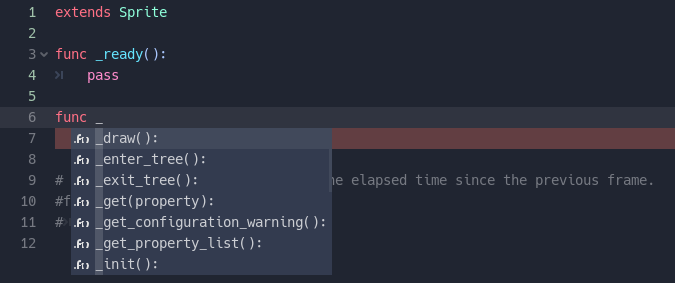 1 extends Sprite
2
3 func _ready():
4 pass
5
6 func _
7 _draw():
8 _enter_tree():
9 # _exit_tree(): ne elapsed time since the previous frame.
10 #f _get(property):
11 # _get_configuration_warning():
12 _get_property_list():
_init():